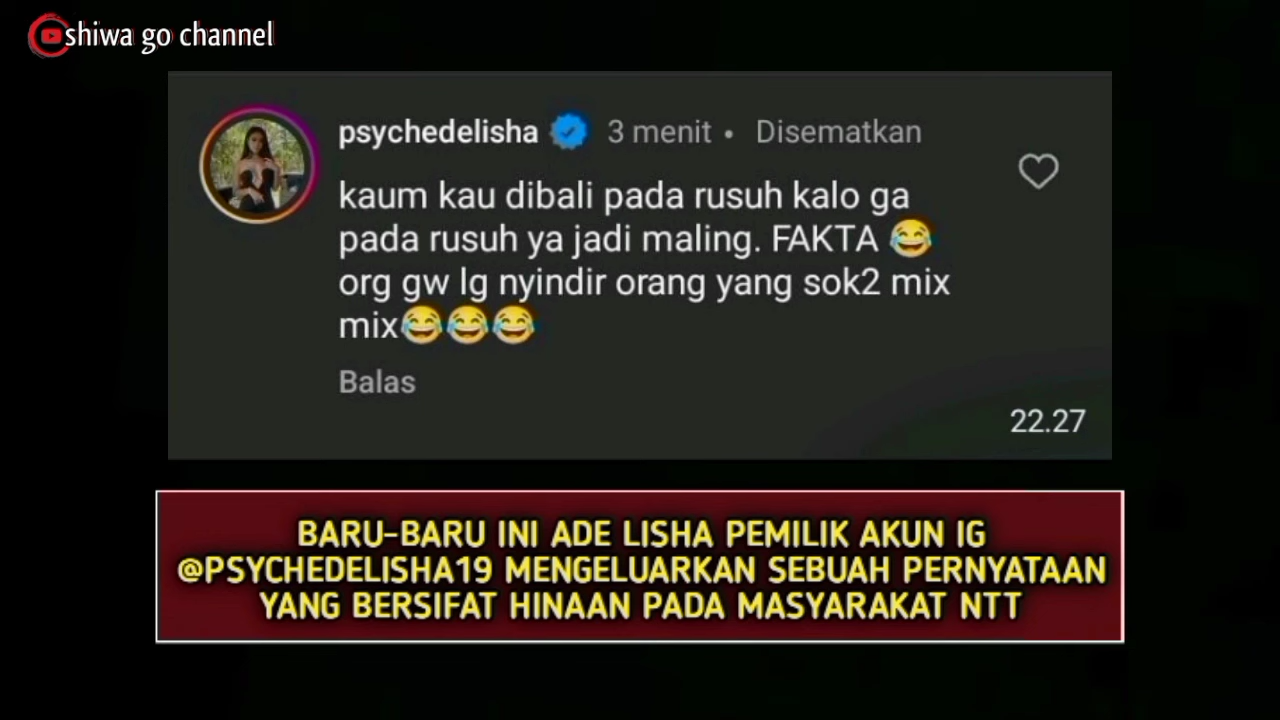 shiwa go channel
psychedelisha 3 menit • Disematkan
kaum kau dibali pada rusuh kalo ga
pada rusuh ya jadi maling. FAKTA 😂
org gw lg nyindir orang yang sok2 mix
mix😂😂😂
Balas
22.27
BARU-BARU INI ADE LISHA PEMILIK AKUN IG
@PSYCHEDELISHA19 MENGELUARKAN SEBUAH PERNYATAAN
YANG BERSIFAT HINAAN PADA MASYARAKAT NTT